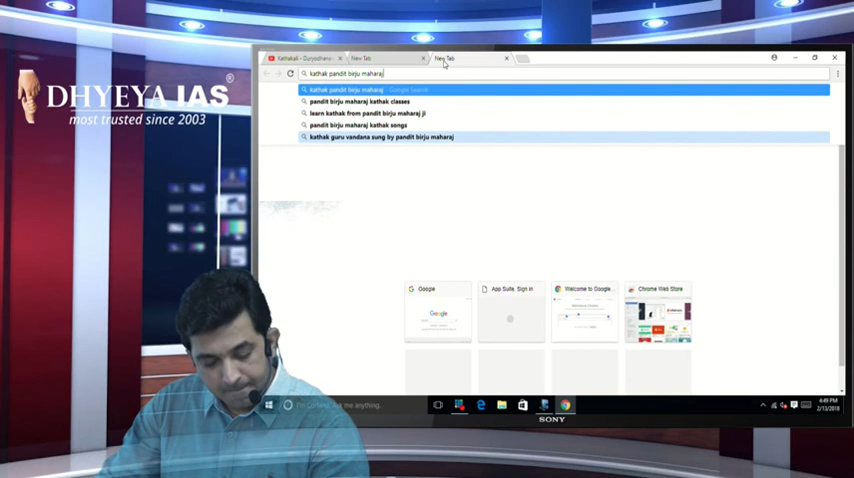 DHYEYA IAS®
most trusted since 2003
Kathakali - Duryodhana
New Tab
New Tab
kathak pandit birju maharaj
kathak pandit birju maharaj - Google Search
pandit birju maharaj kathak classes
learn kathak from pandit birju maharaj ji
pandit birju maharaj kathak songs
kathak guru vandana sung by pandit birju maharaj
Google
App Suite. Sign in
Welcome to Google
Chrome Web Store
Google
me anything.
4:49 PM
2/13/2018
SONY